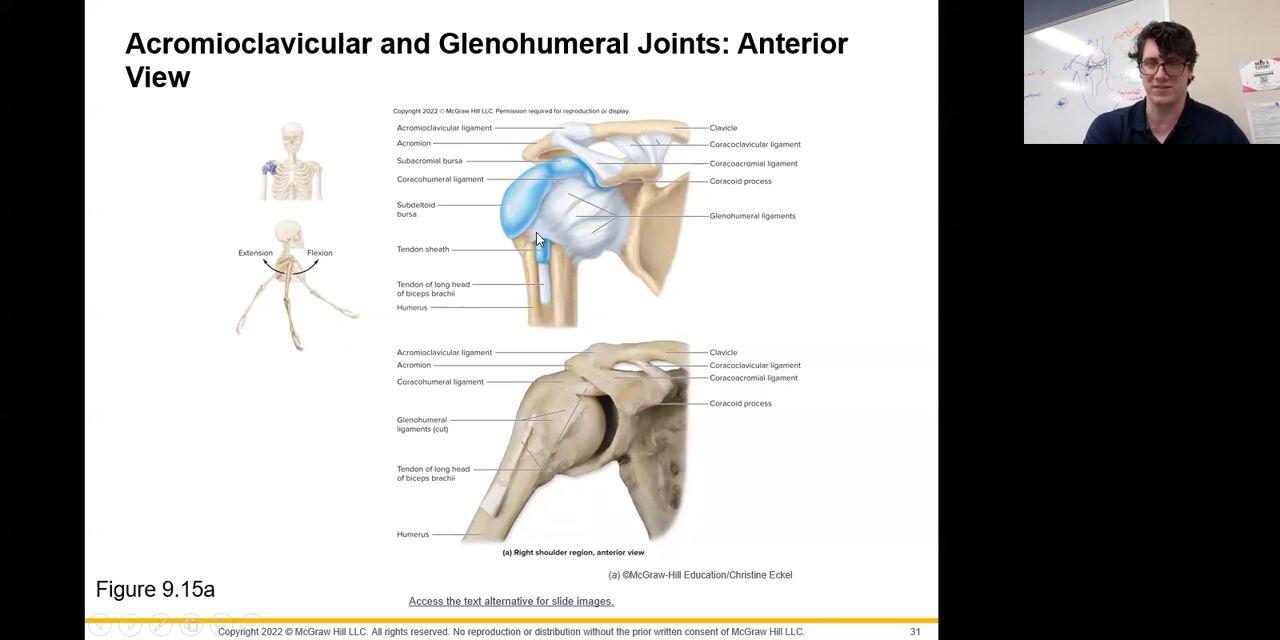 Acromioclavicular and Glenohumeral Joints: Anterior
View
Copyright 2022 © McGraw Hill LLC. Permission required for reproduction or display.
Acromioclavicular ligament
Acromion
Subacromial bursa
Coracohumeral ligament
Subdeltoid
bursa
Tendon sheath
Tendon of long head
of biceps brachii
Humerus
Clavicle
Coracoclavicular ligament
Coracoacromial ligament
Coracoid process
Glenohumeral ligaments
Extension
Flexion
Acromioclavicular ligament
Acromion
Coracohumeral ligament
Glenohumeral
ligaments (cut)
Tendon of long head
of biceps brachii
Humerus
Clavicle
Coracoclavicular ligament
Coracoacromial ligament
Coracoid process
(a) Right shoulder region, anterior view
(a) ©McGraw-Hill Education/Christine Eckel
Figure 9.15a
Access the text alternative for slide images.
Copyright 2022 © McGraw Hill LLC. All rights reserved. No reproduction or distribution without the prior written consent of McGraw Hill LLC.
31